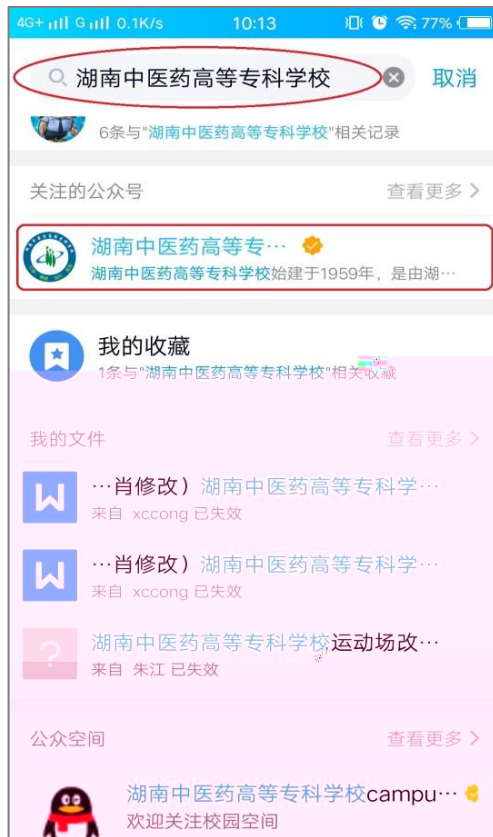 4G+ G 0.1K/s 10:13 77%
湖南中医药高等专科学校 取消
6条与"湖南中医药高等专科学校"相关记录
关注的公众号 查看更多 >
湖南中医药高等专…
湖南中医药高等专科学校始建于1959年，是由湖…
我的收藏
1条与"湖南中医药高等专科学校"相关收藏
我的文件 查看更多 >
…肖修改）湖南中医药高等专科学…
来自 xccong 已失效
…肖修改）湖南中医药高等专科学…
来自 xccong 已失效
湖南中医药高等专科学校运动场改…
来自 朱江 已失效
公众空间 查看更多 >
湖南中医药高等专科学校campu…
欢迎关注校园空间